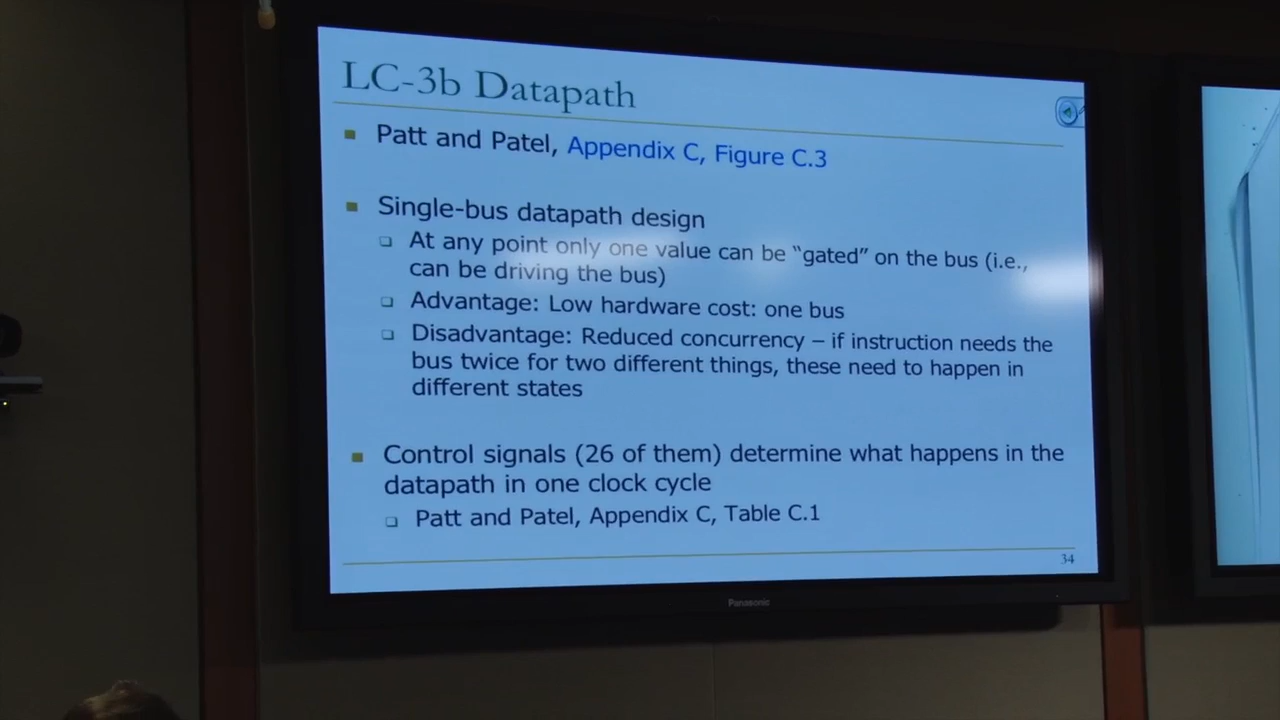 LC-3b Datapath
Patt and Patel, Appendix C, Figure C.3
Single-bus datapath design
At any point only one value can be “gated” on the bus (i.e.,
can be driving the bus)
Advantage: Low hardware cost: one bus
Disadvantage: Reduced concurrency – if instruction needs the
bus twice for two different things, these need to happen in
different states
Control signals (26 of them) determine what happens in the
datapath in one clock cycle
Patt and Patel, Appendix C, Table C.1
34
Panasonic